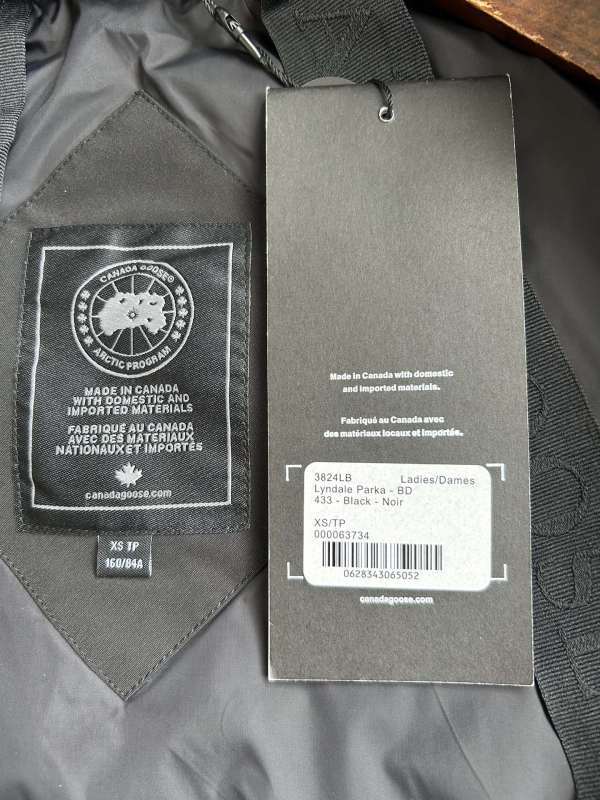 CANADA GOOSE®
ARCTIC PROGRAM
MADE IN CANADA
WITH DOMESTIC AND
IMPORTED MATERIALS
FABRIQUÉ AU CANADA
AVEC DES MATÉRIAUX
NATIONAUX ET IMPORTÉS
canadagoose.com
XS TP
160/84A
Made in Canada with domestic
and imported materials.
Fabriqué au Canada avec
des matériaux locaux et importés.
3824LB Ladies/Dames
Lyndale Parka - BD
433 - Black - Noir
XS/TP
000063734
0628343065052
canadagoose.com